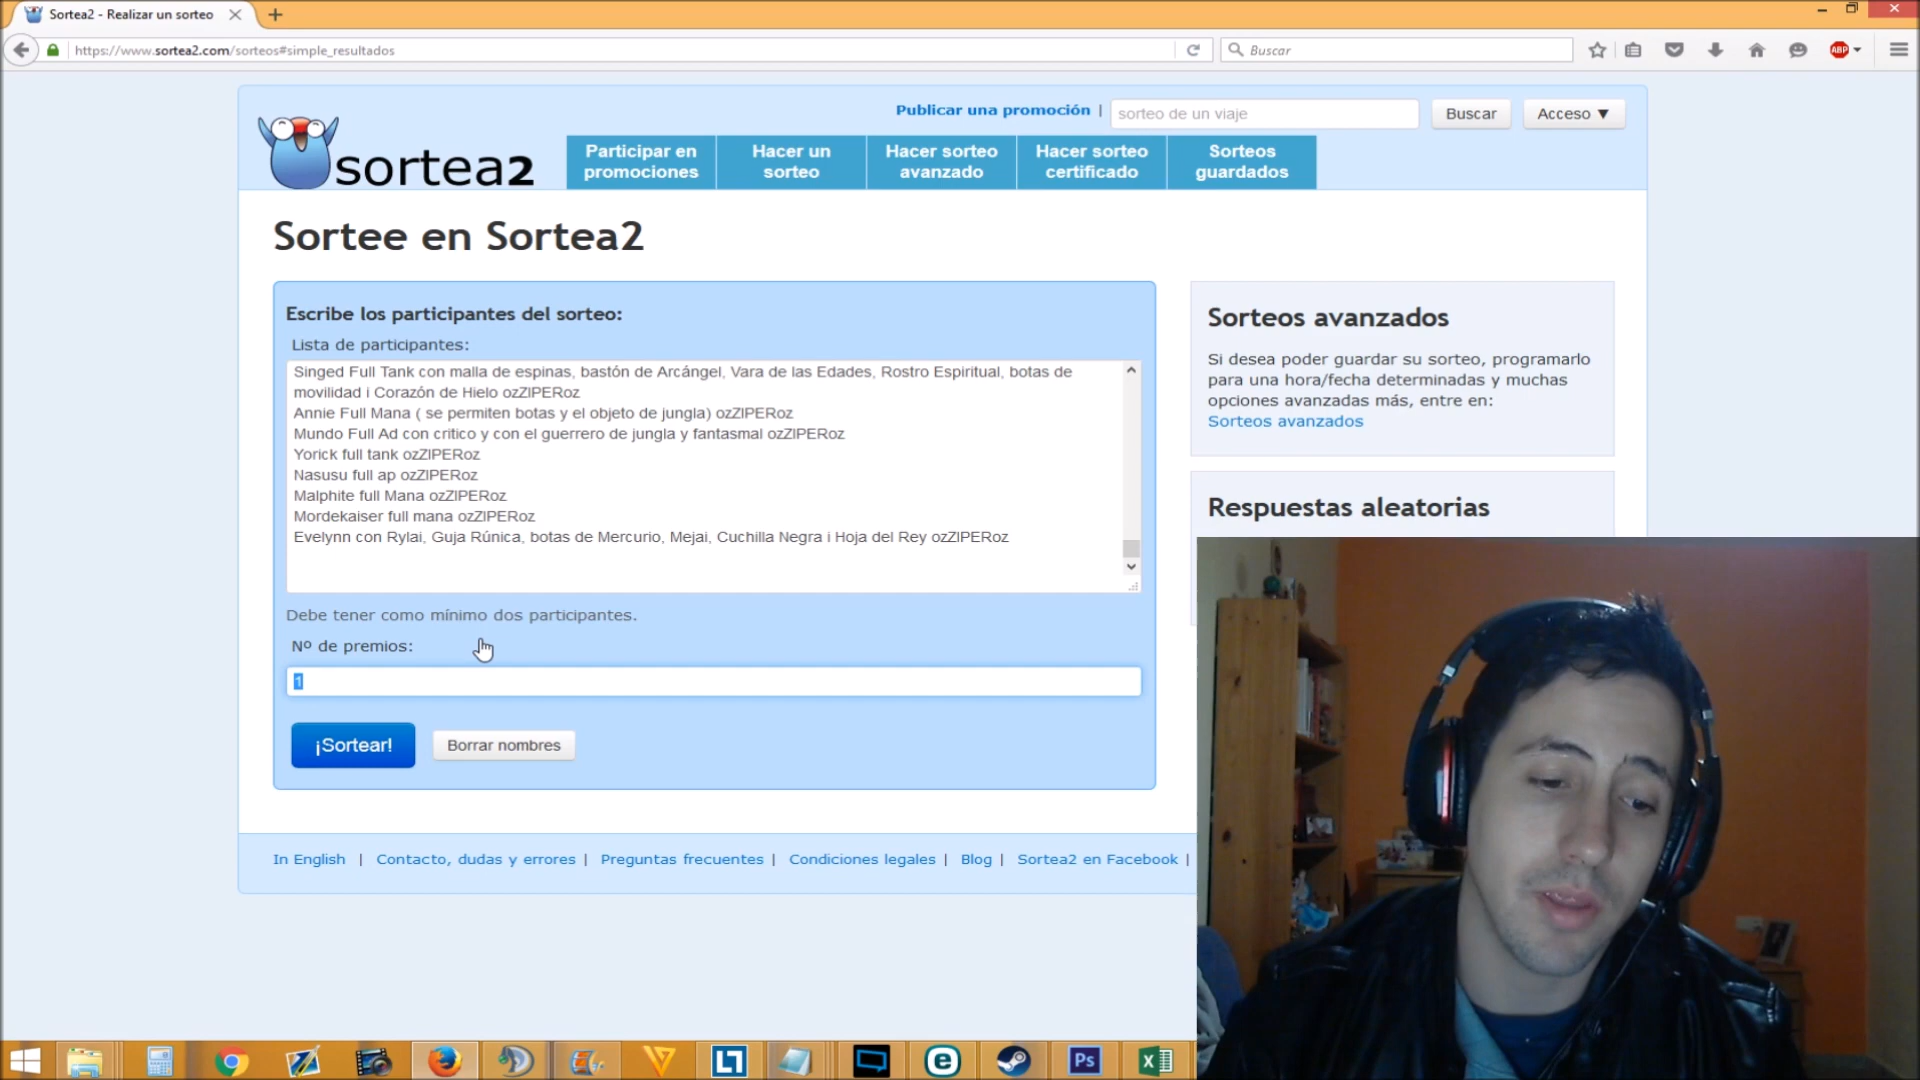 Sortea2 - Realizar un sorteo
https://www.sortea2.com/sorteos#simple_resultados
Buscar
ABP
Publicar una promoción |
sorteo de un viaje
Buscar
Acceso ▼
sortea2
Participar en promociones
Hacer un sorteo
Hacer sorteo avanzado
Hacer sorteo certificado
Sorteos guardados
Sortee en Sortea2
Escribe los participantes del sorteo:
Lista de participantes:
Singed Full Tank con malla de espinas, bastón de Arcángel, Vara de las Edades, Rostro Espiritual, botas de
movilidad i Corazón de Hielo ozZIPERoz
Annie Full Mana ( se permiten botas y el objeto de jungla) ozZIPERoz
Mundo Full Ad con critico y con el guerrero de jungla y fantasmal ozZIPERoz
Yorick full tank ozZIPERoz
Nasusu full ap ozZIPERoz
Malphite full Mana ozZIPERoz
Mordekaiser full mana ozZIPERoz
Evelynn con Rylai, Guja Rúnica, botas de Mercurio, Mejai, Cuchilla Negra i Hoja del Rey ozZIPERoz
Debe tener como mínimo dos participantes.
Nº de premios:
1
¡Sortear!
Borrar nombres
Sorteos avanzados
Si desea poder guardar su sorteo, programarlo
para una hora/fecha determinadas y muchas
opciones avanzadas más, entre en:
Sorteos avanzados
Respuestas aleatorias
In English | Contacto, dudas y errores | Preguntas frecuentes | Condiciones legales | Blog | Sortea2 en Facebook |
Ps